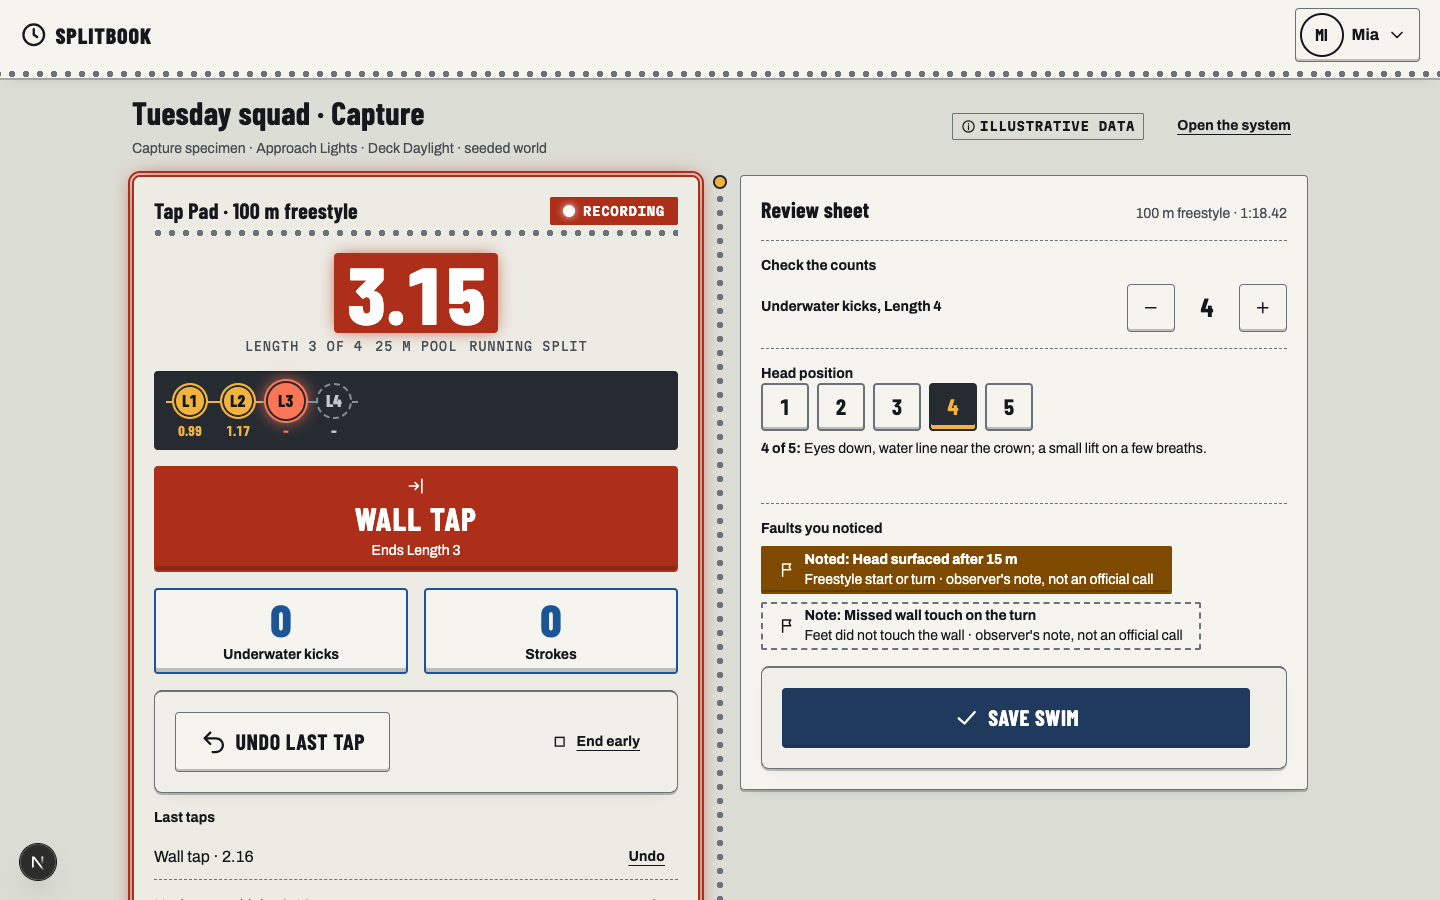 SPLITBOOK
MI Mia
Tuesday squad · Capture
Capture specimen · Approach Lights · Deck Daylight · seeded world
ILLUSTRATIVE DATA
Open the system
Tap Pad · 100 m freestyle
RECORDING
3.15
LENGTH 3 OF 4 25 M POOL RUNNING SPLIT
L1 L2 L3 L4
0.99 1.17 - -
WALL TAP
Ends Length 3
0 Underwater kicks
0 Strokes
UNDO LAST TAP
End early
Last taps
Wall tap · 2.16
Undo
Review sheet
100 m freestyle · 1:18.42
Check the counts
Underwater kicks, Length 4
− 4 +
Head position
1 2 3 4 5
4 of 5: Eyes down, water line near the crown; a small lift on a few breaths.
Faults you noticed
Noted: Head surfaced after 15 m
Freestyle start or turn · observer's note, not an official call
Note: Missed wall touch on the turn
Feet did not touch the wall · observer's note, not an official call
SAVE SWIM
N